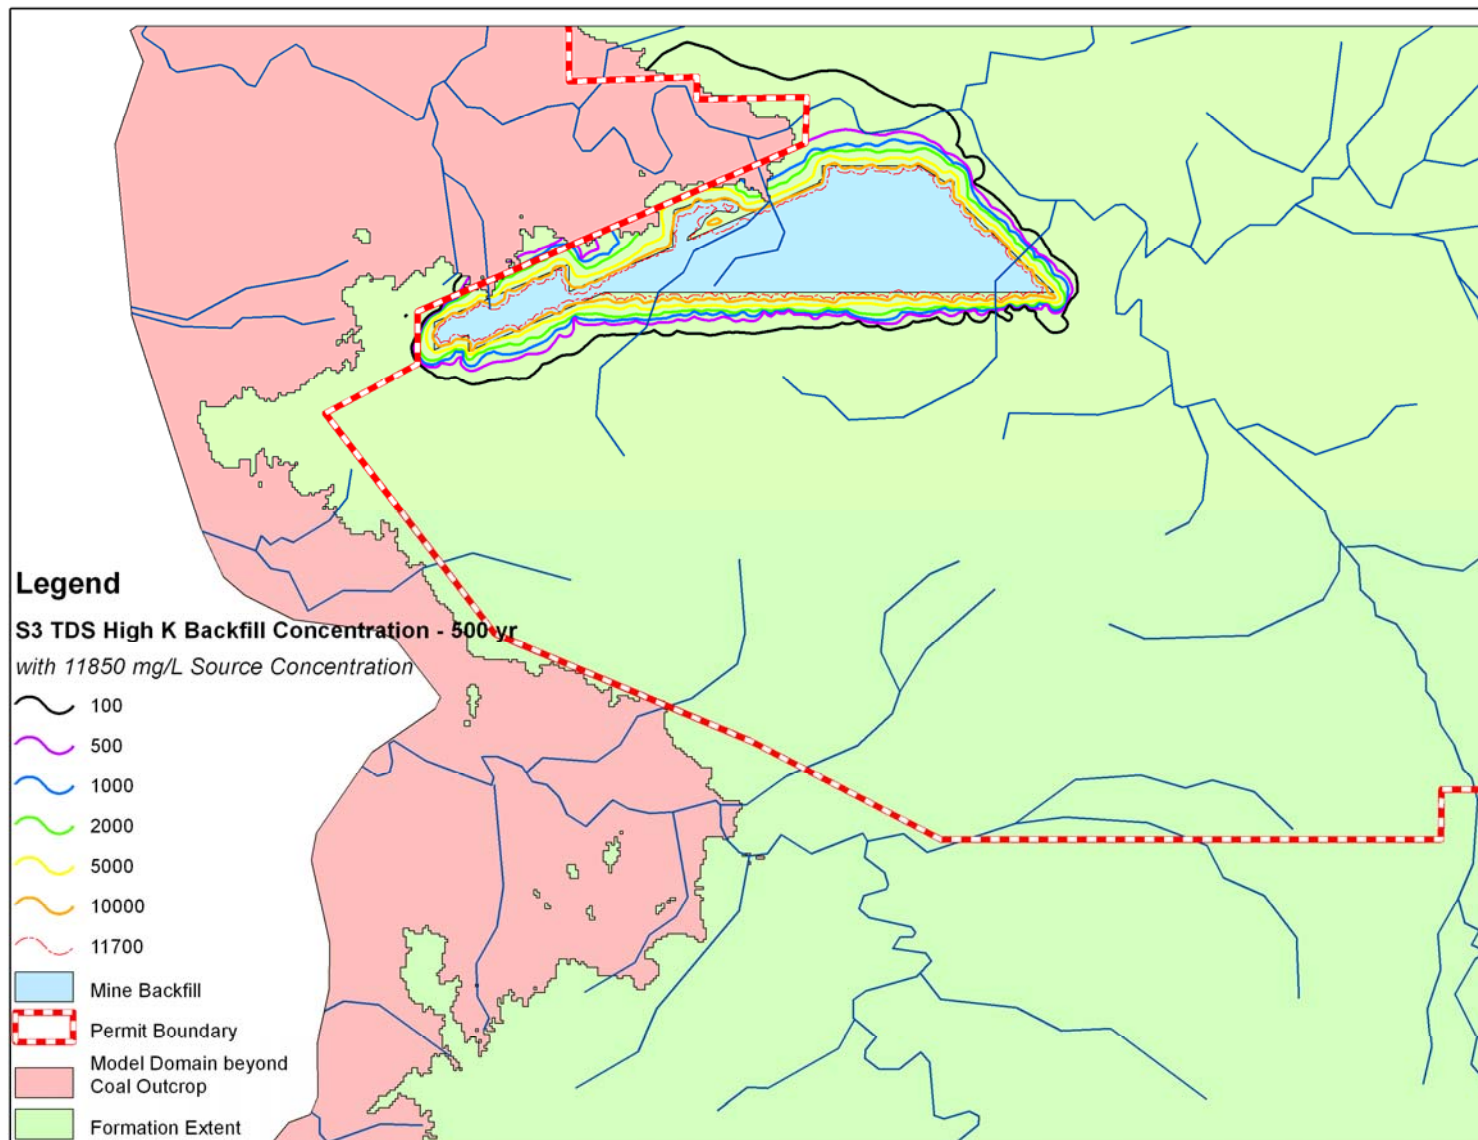 Legend
S3 TDS High K Backfill Concentration - 500 yr
with 11850 mg/L Source Concentration
100
500
1000
2000
5000
10000
11700
Mine Backfill
Permit Boundary
Model Domain beyond
Coal Outcrop
Formation Extent